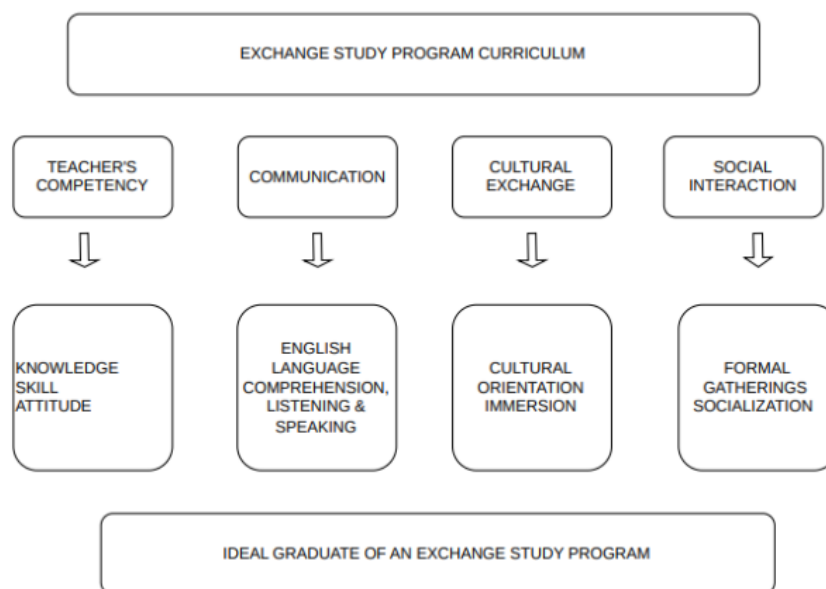 EXCHANGE STUDY PROGRAM CURRICULUM
TEACHER'S
COMPETENCY
COMMUNICATION
CULTURAL
EXCHANGE
SOCIAL
INTERACTION
KNOWLEDGE
SKILL
ATTITUDE
ENGLISH
LANGUAGE
COMPREHENSION,
LISTENING &
SPEAKING
CULTURAL
ORIENTATION
IMMERSION
FORMAL
GATHERINGS
SOCIALIZATION
IDEAL GRADUATE OF AN EXCHANGE STUDY PROGRAM